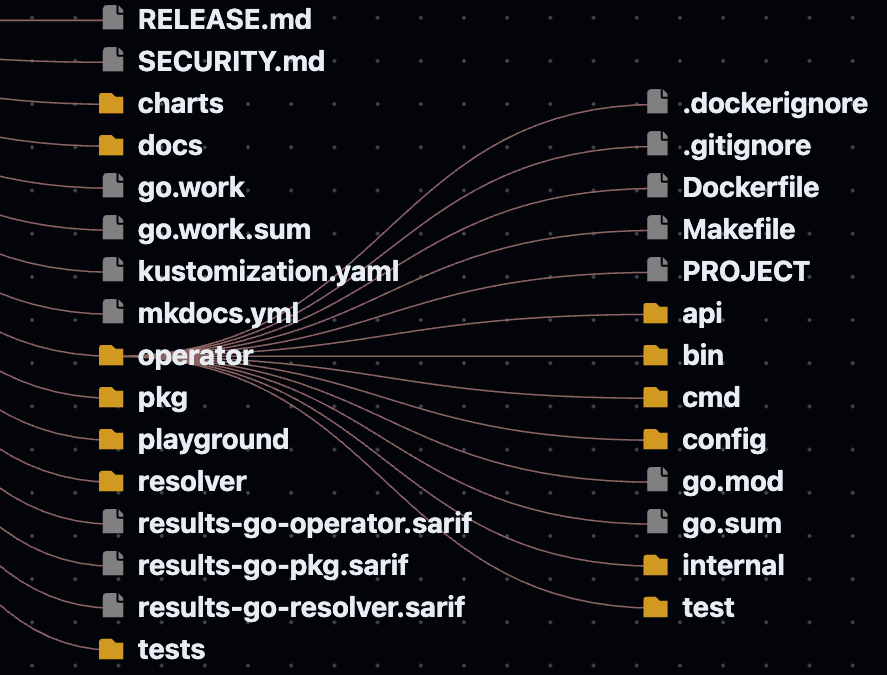 RELEASE.md
SECURITY.md
charts
docs
go.work
go.work.sum
kustomization.yaml
mkdocs.yml
operator
pkg
playground
resolver
results-go-operator.sarif
results-go-pkg.sarif
results-go-resolver.sarif
tests
.dockerignore
.gitignore
Dockerfile
Makefile
PROJECT
api
bin
cmd
config
go.mod
go.sum
internal
test